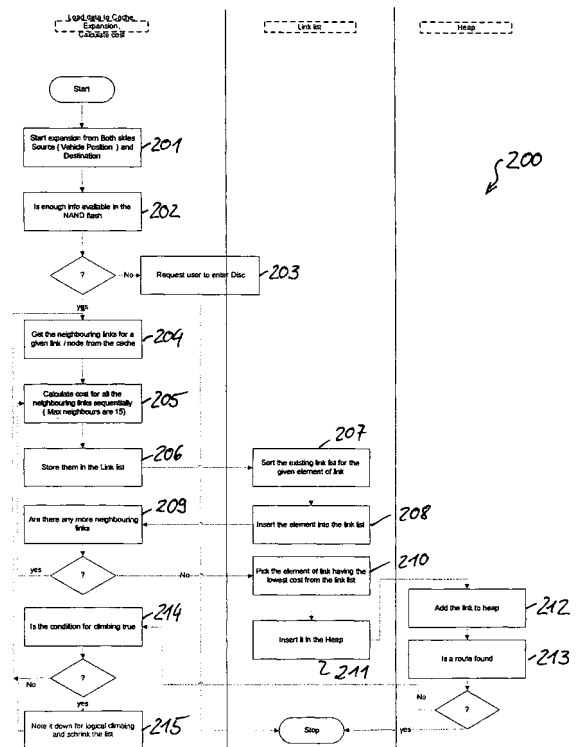 Load data to Cache,
Expansion,
Calculate cost
Link list
Heap
Start
Start expansion from Both sides
Source ( Vehicle Position ) and
Destination
201
200
Is enough info available in the
NAND flash
202
?
No
Request user to enter Disc
203
yes
Get the neighbouring links for a
given link / node from the cache
204
Calculate cost for all the
neighbouring links sequentially
( Max neighbours are 15)
205
Store them in the Link list
206
207
Sort the existing link list for the
given element of link
209
Are there any more neighbouring
links
Insert the element into the link list
208
yes
?
No
210
Pick the element of link having the
lowest cost from the link list
214
Is the condition for climbing true
Insert it in the Heap
211
Add the link to heap
212
Is a route found
213
No
?
yes
No
?
yes
Note it down for logical climbing
and schrink the list
215
Stop